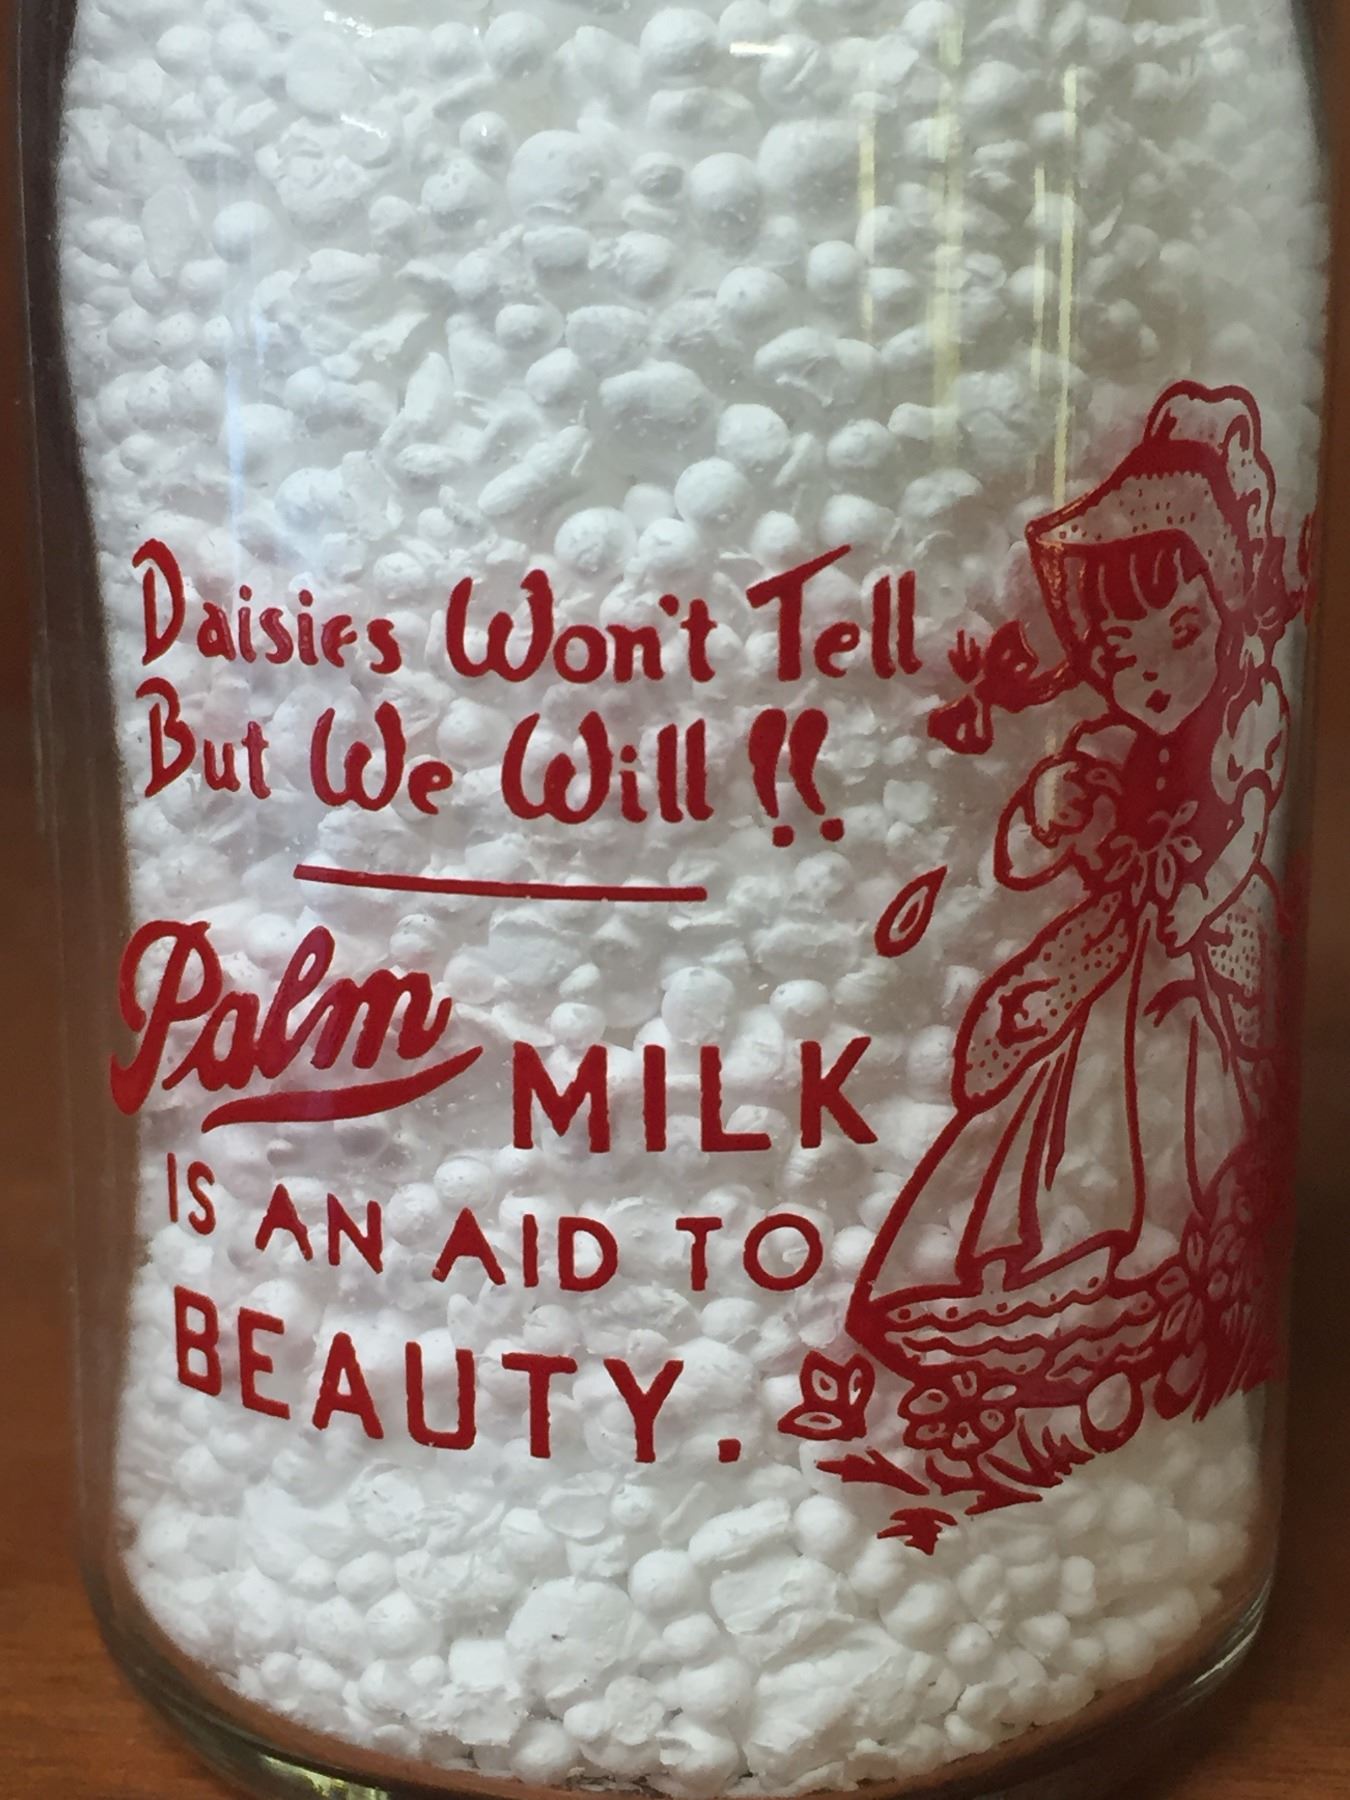 Daisies Won't Tell
But We Will !!
Palm MILK
IS AN AID TO
BEAUTY.